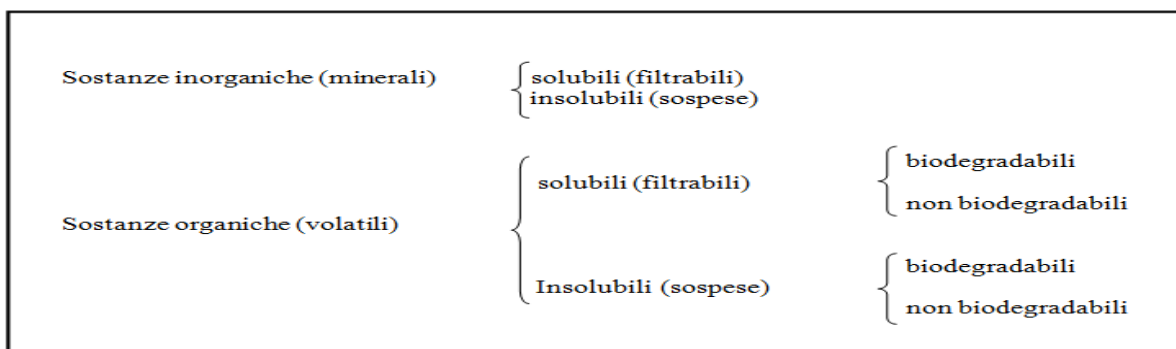 Sostanze inorganiche (minerali)
solubili (filtrabili)
insolubili (sospese)
Sostanze organiche (volatili)
solubili (filtrabili)
biodegradabili
non biodegradabili
Insolubili (sospese)
biodegradabili
non biodegradabili